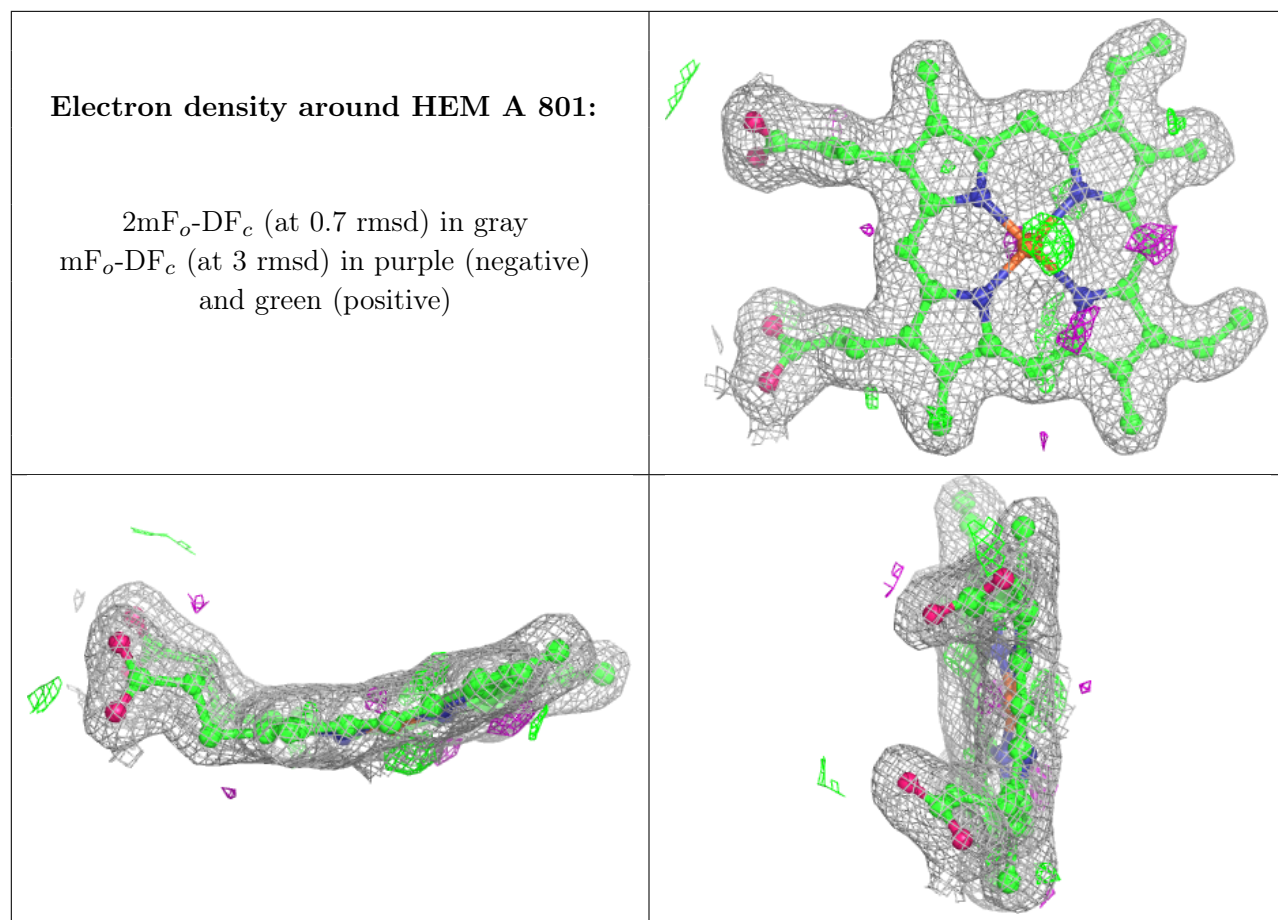 Electron density around HEM A 801:
2mFo-DFc (at 0.7 rmsd) in gray
mFo-DFc (at 3 rmsd) in purple (negative)
and green (positive)